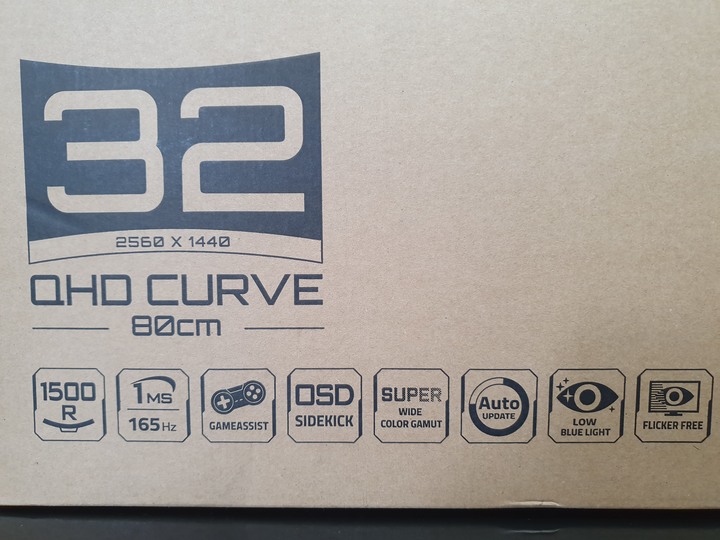 32
2560 X 1440
QHD CURVE
80cm
1500
R
1MS
165Hz
GAMEASSIST
OSD
SIDEKICK
SUPER
WIDE
COLOR GAMUT
Auto
UPDATE
LOW
BLUE LIGHT
FLICKER FREE